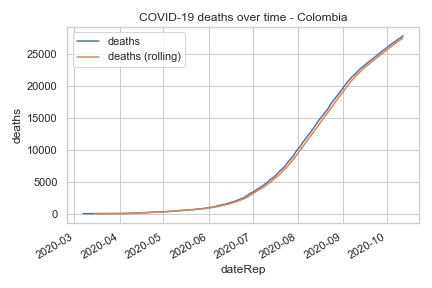 COVID-19 deaths over time - Colombia
deaths
deaths (rolling)
25000
20000
15000
10000
5000
0
deaths
2020-03
2020-04
2020-05
2020-06
2020-07
2020-08
2020-09
2020-10
dateRep